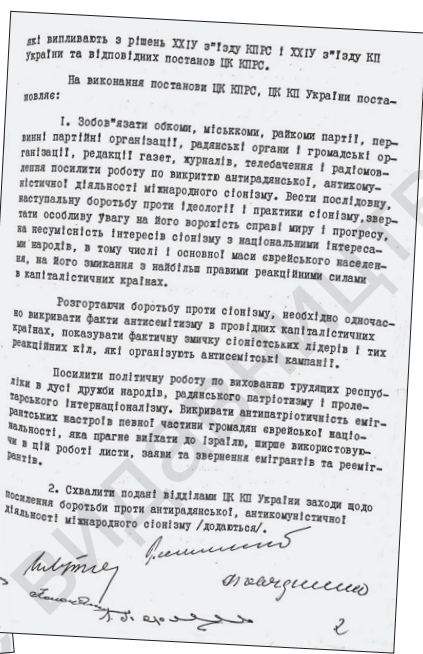 які випливають з рішень ХХІУ з"їзду КПРС і ХХІУ з"їзду КП
України та відповідних постанов ЦК КПРС.
На виконання постанови ЦК КПРС, ЦК КП України поста-
новляє:
І. Зобов"язати обкоми, міськкоми, райкоми партії, пер-
винні партійні організації, радянські органи і громадські ор-
ганізації, редакції газет, журналів, телебачення і радіомов-
лення посилити роботу по викриттю антирадянської, антикому-
ністичної діяльності міжнародного сіонізму. Вести послідовну,
наступальну боротьбу проти ідеології і практики сіонізму, звер-
тати особливу увагу на його ворожість справі миру і прогресу,
на несумісність інтересів сіонізму з національними інтереса-
ми народів, в тому числі і основної маси єврейського населен-
ня, на його змикання з найбільш правими реакційними силами
в капіталістичних країнах.
Розгортаючи боротьбу проти сіонізму, необхідно одночас-
но викривати факти антисемітизму в провідних капіталістичних
країнах, показувати фактичну змичку сіоністських лідерів і тих
реакційних кіл, які організують антисемітські кампанії.
Посилити політичну роботу по вихованню трудящих респуб-
ліки в дусі дружби народів, радянського патріотизму і проле-
тарського інтернаціоналізму. Викривати антипатріотичність еміг-
рантських настроїв певної частини громадян єврейської націо-
нальності, яка прагне виїхати до Ізраїлю, ширше використовую-
чи в цій роботі листи, заяви та звернення емігрантів та рееміг-
рантів.
2. Схвалити подані відділами ЦК КП України заходи щодо
посилення боротьби проти антирадянської, антикомуністичної
діяльності міжнародного сіонізму /додаються/.
2